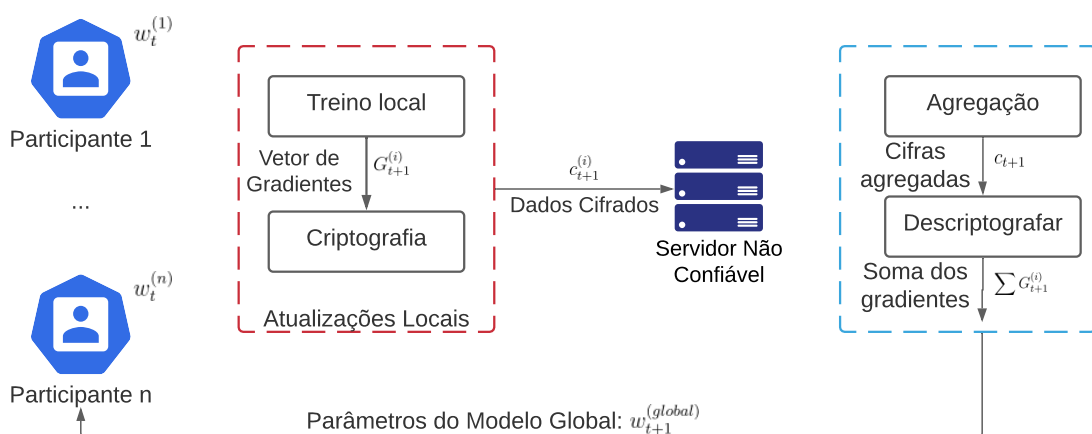 w_t^{(1)}
Participante 1
...
w_t^{(n)}
Participante n
Treino local
Vetor de
Gradientes
G_{t+1}^{(i)}
Criptografia
Atualizações Locais
c_{t+1}^{(i)}
Dados Cifrados
Servidor Não
Confiável
Agregação
Cifras
agregadas
c_{t+1}
Descriptografar
Soma dos
gradientes
∑ G_{t+1}^{(i)}
Parâmetros do Modelo Global: w_{t+1}^{(global)}